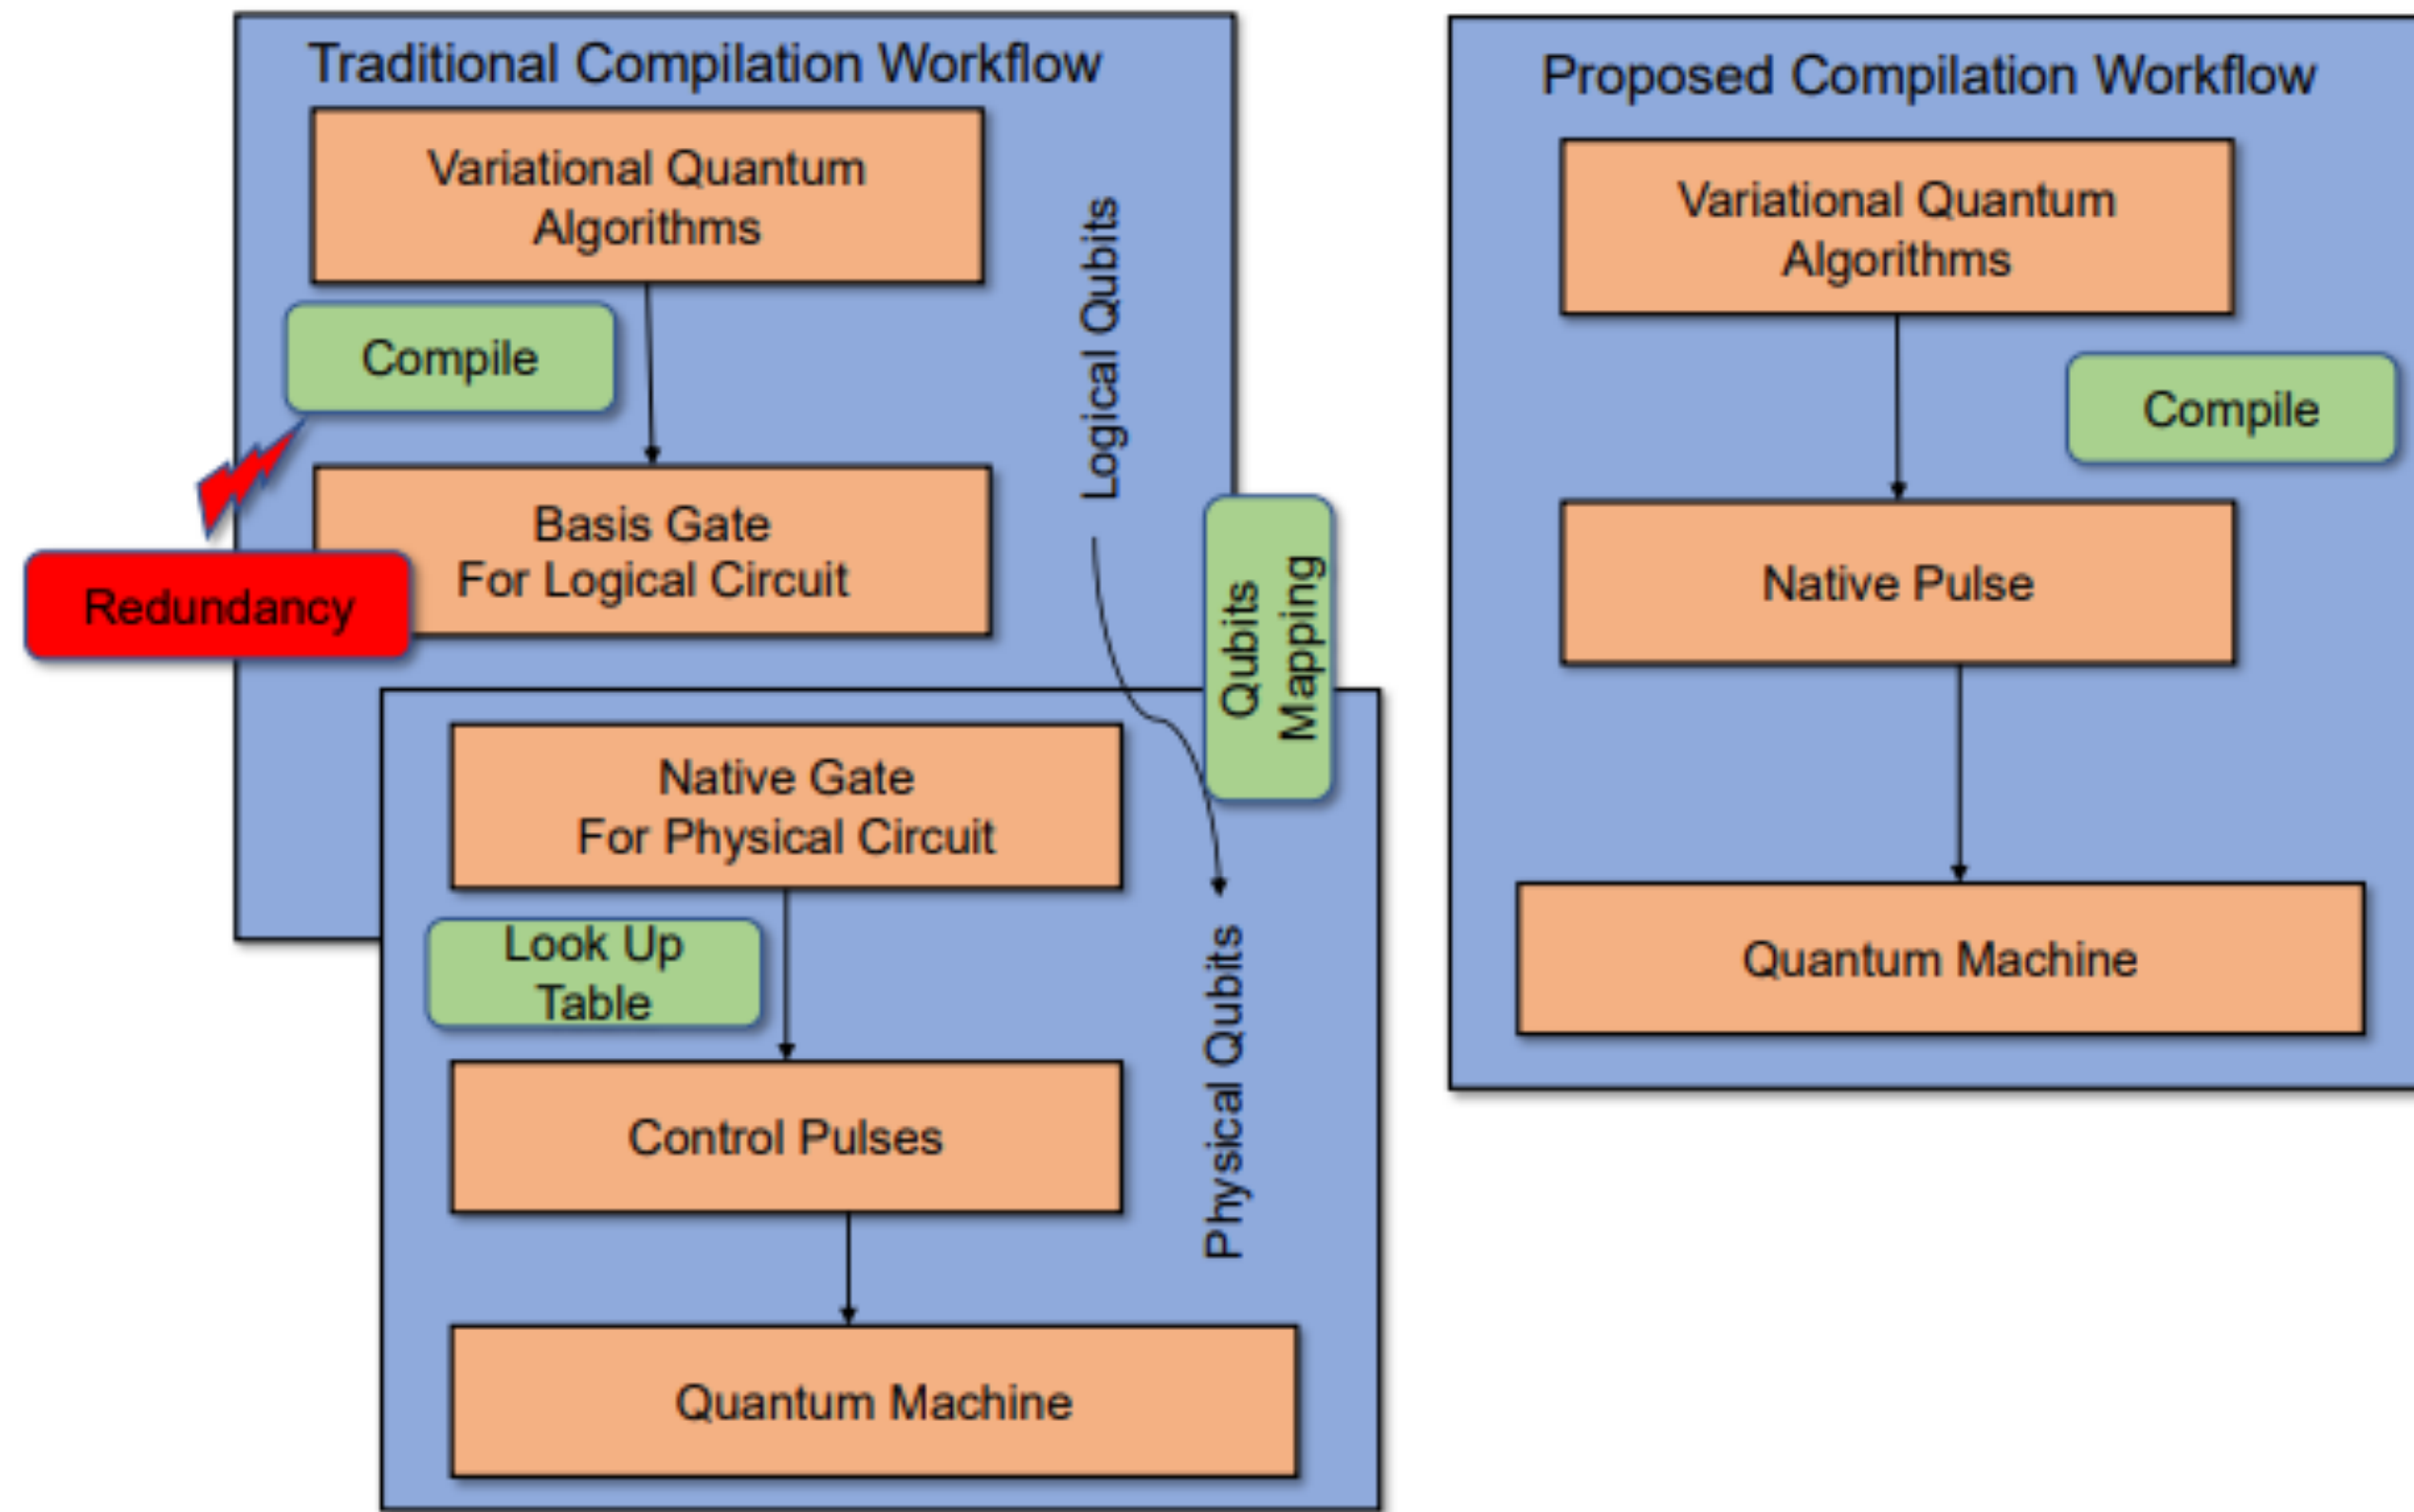 Traditional Compilation Workflow
Variational Quantum
Algorithms
Compile
Basis Gate
For Logical Circuit
Redundancy
Logical Qubits
Qubits
Mapping
Native Gate
For Physical Circuit
Look Up
Table
Control Pulses
Physical Qubits
Quantum Machine
Proposed Compilation Workflow
Variational Quantum
Algorithms
Compile
Native Pulse
Quantum Machine